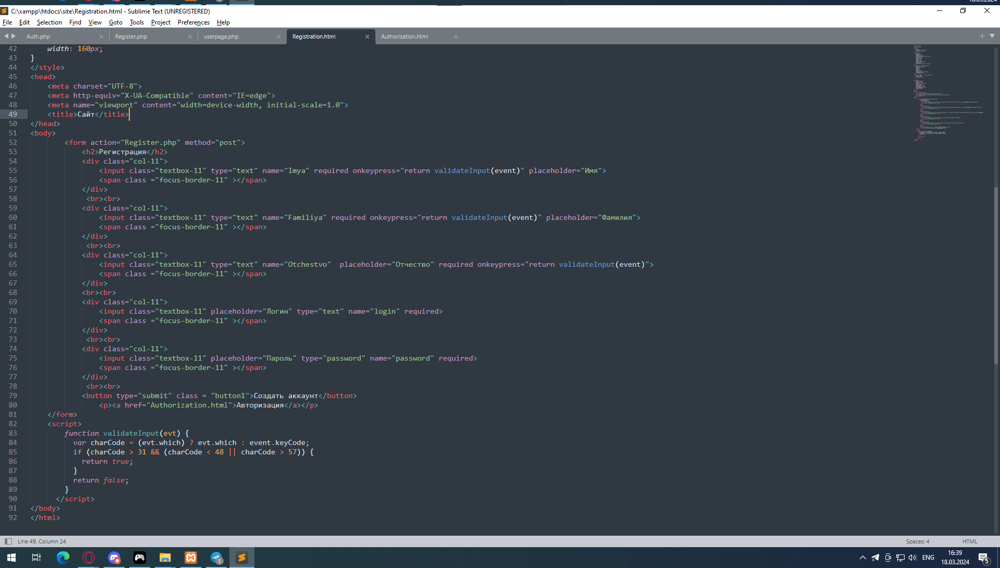 18.03.2024
C:\xampp\htdocs\site\Registration.html - Sublime Text (UNREGISTERED)
File Edit Selection Find View Goto Tools Project Preferences Help
Auth.php Register.php userpage.php Registration.html Authorization.html
42 width: 160px;
43 }
44 </style>
45 <head>
46 <meta charset="UTF-8">
47 <meta http-equiv="X-UA-Compatible" content="IE=edge">
48 <meta name="viewport" content="width=device-width, initial-scale=1.0">
49 <title>Сайт</title>
50 </head>
51 <body>
52 <form action="Register.php" method="post">
53 <h2>Регистрация</h2>
54 <div class="col-11">
55 <input class="textbox-11" type="text" name="Imya" required onkeypress="return validateInput(event)" placeholder="Имя">
56 <span class ="focus-border-11" ></span>
57 </div>
58 <br><br>
59 <div class="col-11">
60 <input class="textbox-11" type="text" name="Familiya" required onkeypress="return validateInput(event)" placeholder="Фамилия">
61 <span class ="focus-border-11" ></span>
62 </div>
63 <br><br>
64 <div class="col-11">
65 <input class="textbox-11" type="text" name="Otchestvo"  placeholder="Отчество" required onkeypress="return validateInput(event)">
66 <span class ="focus-border-11" ></span>
67 </div>
68 <br><br>
69 <div class="col-11">
70 <input class="textbox-11" placeholder="Логин" type="text" name="login" required>
71 <span class ="focus-border-11" ></span>
72 </div>
73 <br><br>
74 <div class="col-11">
75 <input class="textbox-11" placeholder="Пароль" type="password" name="password" required>
76 <span class ="focus-border-11" ></span>
77 </div>
78 <br><br>
79 <button type="submit" class = "button1">Создать аккаунт</button>
80 <p><a href="Authorization.html">Авторизация</a></p>
81 </form>
82 <script>
83 function validateInput(evt) {
84 var charCode = (evt.which) ? evt.which : event.keyCode;
85 if (charCode > 31 && (charCode < 48 || charCode > 57)) {
86 return true;
87 }
88 return false;
89 }
90 </script>
91 </body>
92 </html>
Line 49, Column 24 Spaces: 4 HTML
1 ENG 16:39 5
18.03.2024